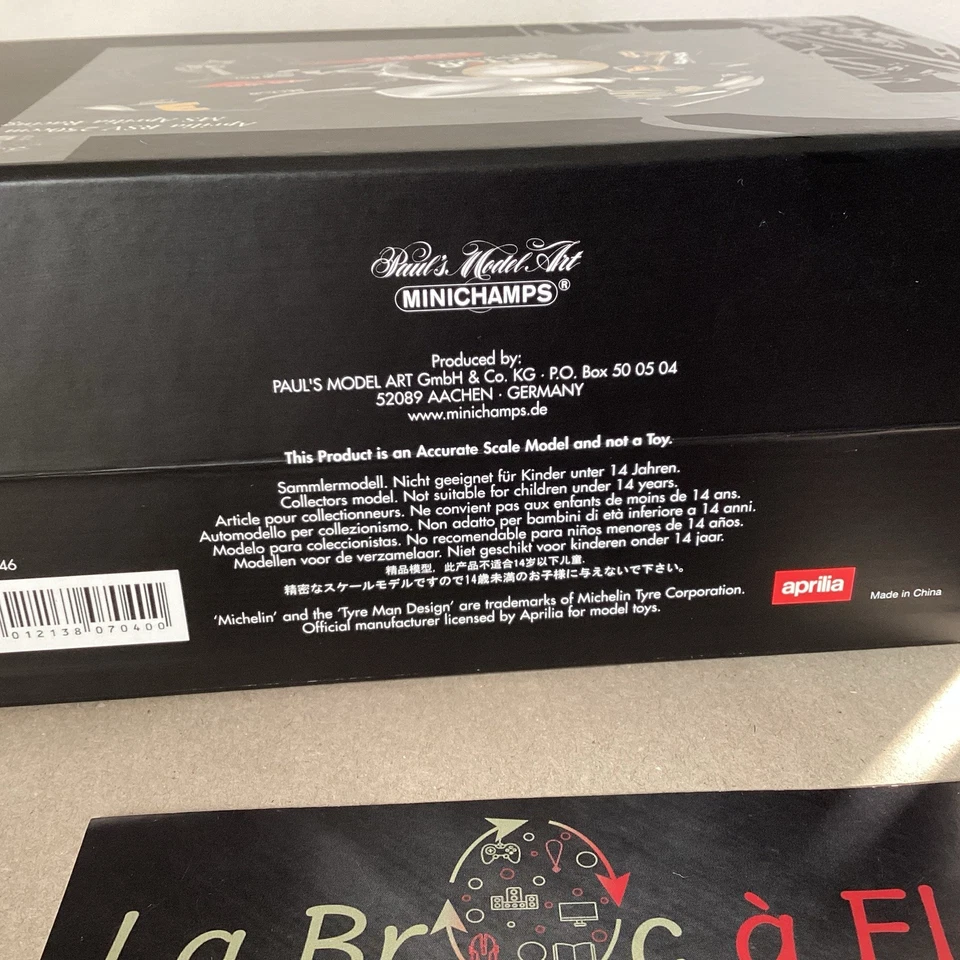 Aprilia RSV 250ccm
MS Aprilia Racing
Paul's Model Art
MINICHAMPS®
Produced by:
PAUL'S MODEL ART GmbH & Co. KG · P.O. Box 50 05 04
52089 AACHEN · GERMANY
www.minichamps.de
This Product is an Accurate Scale Model and not a Toy.
Sammlermodell. Nicht geeignet für Kinder unter 14 Jahren.
Collectors model. Not suitable for children under 14 years.
Article pour collectionneurs. Ne convient pas aux enfants de moins de 14 ans.
Automodello per collezionismo. Non adatto per bambini di età inferiore a 14 anni.
Modelo para coleccionistas. No recomendable para niños menores de 14 años.
Modellen voor de verzamelaar. Niet geschikt voor kinderen onder 14 jaar.
精品模型. 此产品不适合14岁以下儿童.
精密なスケールモデルですので14歳未満のお子様に与えないで下さい。
'Michelin' and the 'Tyre Man Design' are trademarks of Michelin Tyre Corporation.
Official manufacturer licensed by Aprilia for model toys.
46
012138 070400
aprilia
Made in China
La Broc à Fl